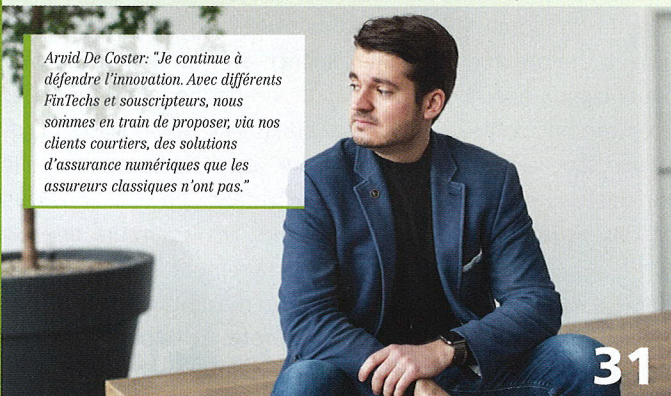 Arvid De Coster: “Je continue à
défendre l’innovation. Avec différents
FinTechs et souscripteurs, nous
sommes en train de proposer, via nos
clients courtiers, des solutions
d’assurance numériques que les
assureurs classiques n’ont pas.”
31